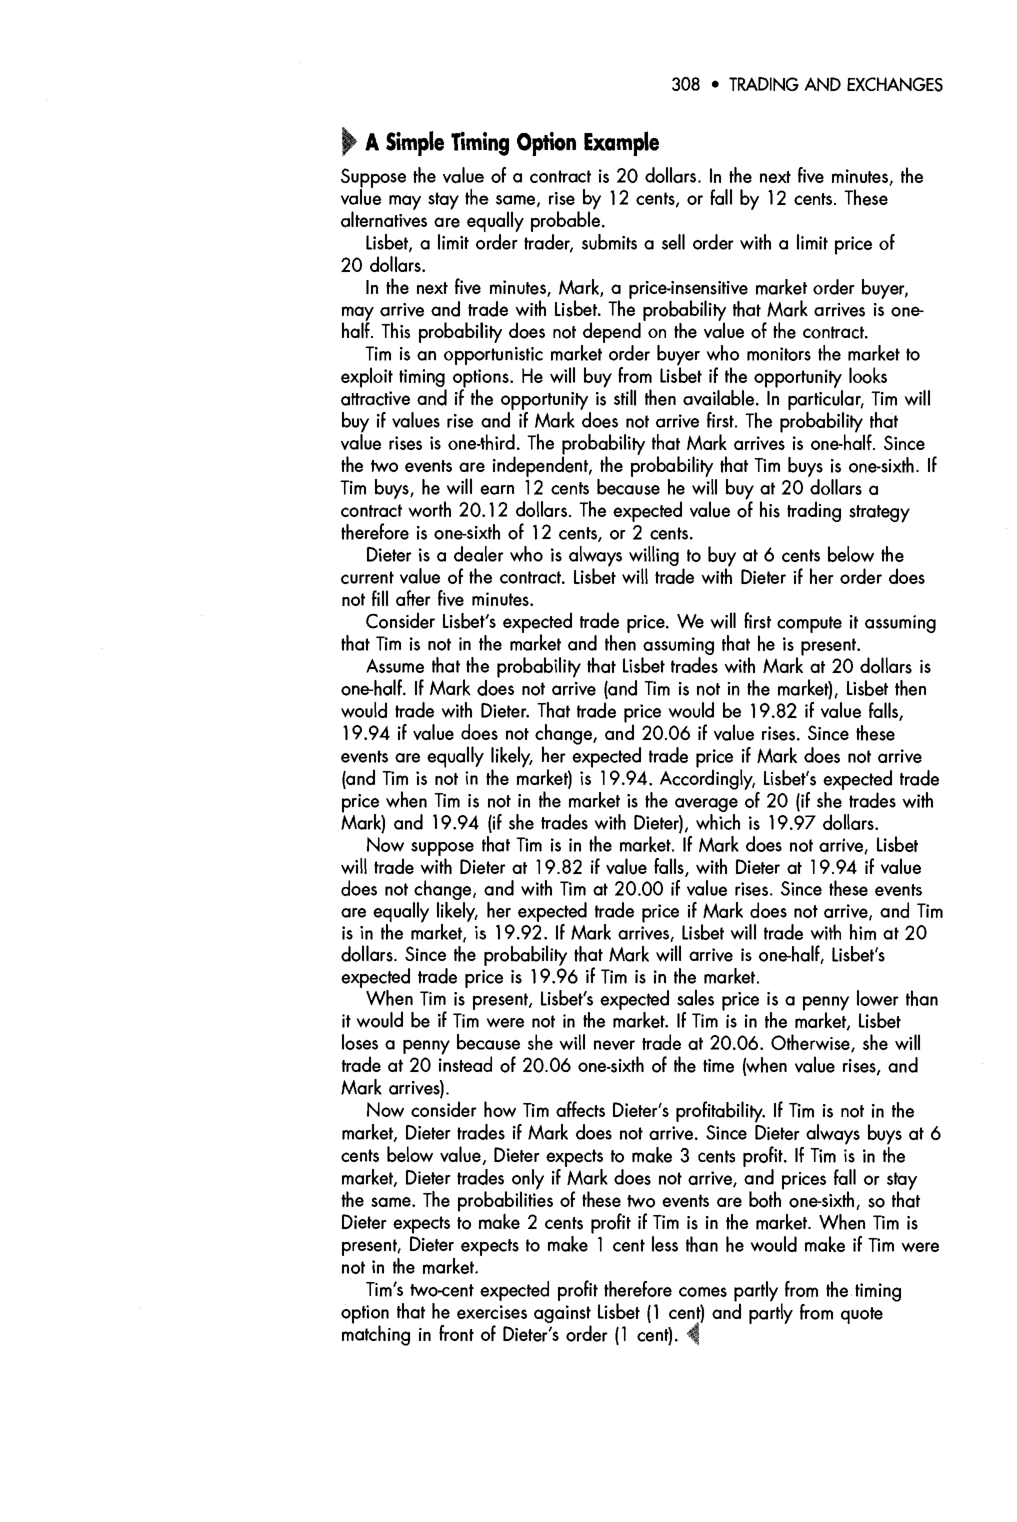 308 • TRADING AND EXCHANGES
A Simple Timing Option Example
Suppose the value of a contract is 20 dollars. In the next five minutes, the
value may stay the same, rise by 12 cents, or fall by 12 cents. These
alternatives are equally probable.
Lisbet, a limit order trader, submits a sell order with a limit price of
20 dollars.
In the next five minutes, Mark, a price-insensitive market order buyer,
may arrive and trade with Lisbet. The probability that Mark arrives is one-
half. This probability does not depend on the value of the contract.
Tim is an opportunistic market order buyer who monitors the market to
exploit timing options. He will buy from Lisbet if the opportunity looks
attractive and if the opportunity is still then available. In particular, Tim will
buy if values rise and if Mark does not arrive first. The probability that
value rises is one-third. The probability that Mark arrives is one-half. Since
the two events are independent, the probability that Tim buys is one-sixth. If
Tim buys, he will earn 12 cents because he will buy at 20 dollars a
contract worth 20.12 dollars. The expected value of his trading strategy
therefore is one-sixth of 12 cents, or 2 cents.
Dieter is a dealer who is always willing to buy at 6 cents below the
current value of the contract. Lisbet will trade with Dieter if her order does
not fill after five minutes.
Consider Lisbet's expected trade price. We will first compute it assuming
that Tim is not in the market and then assuming that he is present.
Assume that the probability that Lisbet trades with Mark at 20 dollars is
one-half. If Mark does not arrive (and Tim is not in the market), Lisbet then
would trade with Dieter. That trade price would be 19.82 if value falls,
19.94 if value does not change, and 20.06 if value rises. Since these
events are equally likely, her expected trade price if Mark does not arrive
(and Tim is not in the market) is 19.94. Accordingly, Lisbet's expected trade
price when Tim is not in the market is the average of 20 (if she trades with
Mark) and 19.94 (if she trades with Dieter), which is 19.97 dollars.
Now suppose that Tim is in the market. If Mark does not arrive, Lisbet
will trade with Dieter at 19.82 if value falls, with Dieter at 19.94 if value
does not change, and with Tim at 20.00 if value rises. Since these events
are equally likely, her expected trade price if Mark does not arrive, and Tim
is in the market, is 19.92. If Mark arrives, Lisbet will trade with him at 20
dollars. Since the probability that Mark will arrive is one-half, Lisbet's
expected trade price is 19.96 if Tim is in the market.
When Tim is present, Lisbet's expected sales price is a penny lower than
it would be if Tim were not in the market. If Tim is in the market, Lisbet
loses a penny because she will never trade at 20.06. Otherwise, she will
trade at 20 instead of 20.06 one-sixth of the time (when value rises, and
Mark arrives).
Now consider how Tim affects Dieter's profitability. If Tim is not in the
market, Dieter trades if Mark does not arrive. Since Dieter always buys at 6
cents below value, Dieter expects to make 3 cents profit. If Tim is in the
market, Dieter trades only if Mark does not arrive, and prices fall or stay
the same. The probabilities of these two events are both one-sixth, so that
Dieter expects to make 2 cents profit if Tim is in the market. When Tim is
present, Dieter expects to make 1 cent less than he would make if Tim were
not in the market.
Tim's two-cent expected profit therefore comes partly from the timing
option that he exercises against Lisbet (1 cent) and partly from quote
matching in front of Dieter's order (1 cent).